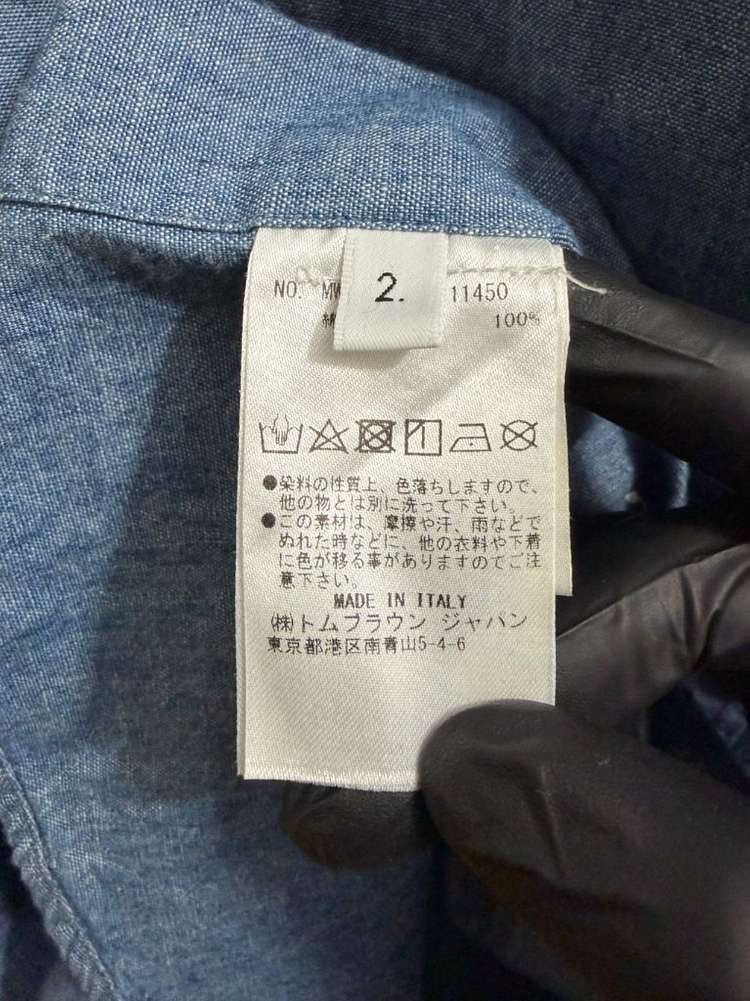 NO. MW 2. 11450
綿 100%
●染料の性質上、色落ちしますので、
他の物とは別に洗って下さい。
●この素材は、摩擦や汗、雨などで
ぬれた時などに、他の衣料や下着
に色が移る事がありますのでご注
意下さい。
MADE IN ITALY
(株)トムブラウン ジャパン
東京都港区南青山5-4-6